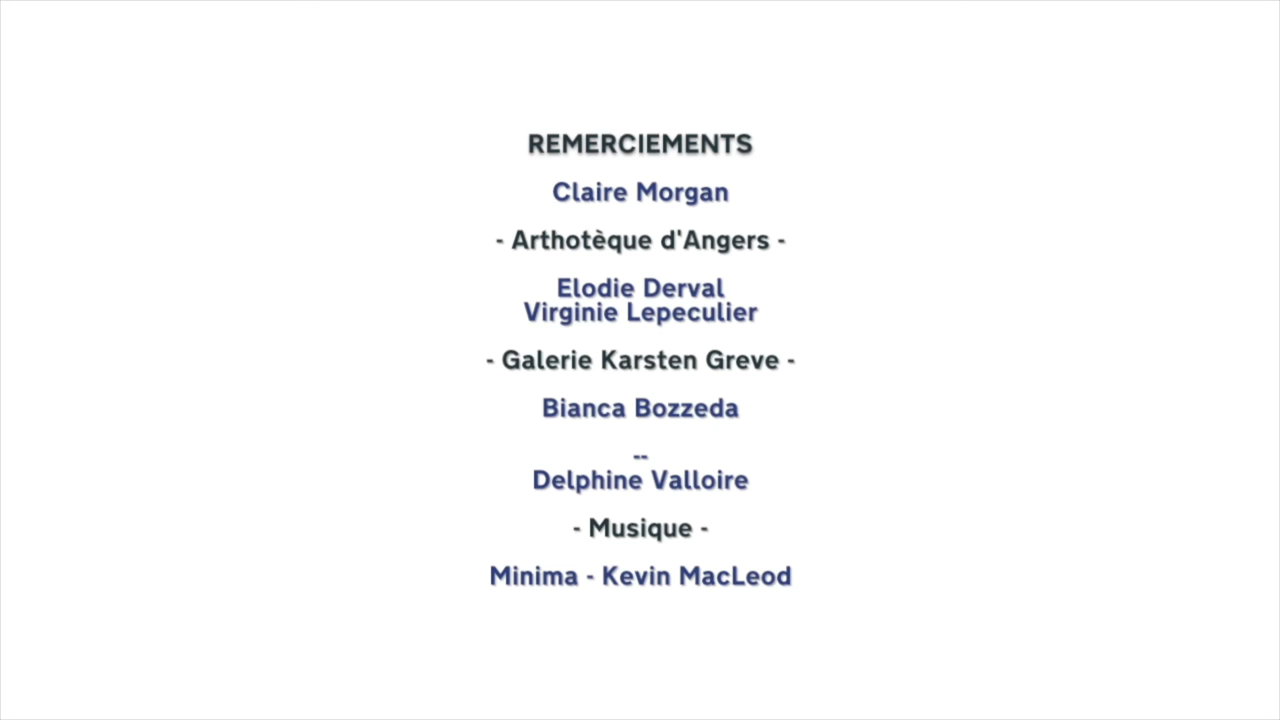 REMERCIEMENTS
Claire Morgan
- Arthotèque d'Angers -
Elodie Derval
Virginie Lepeculier
- Galerie Karsten Greve -
Bianca Bozzeda
--
Delphine Valloire
- Musique -
Minima - Kevin MacLeod